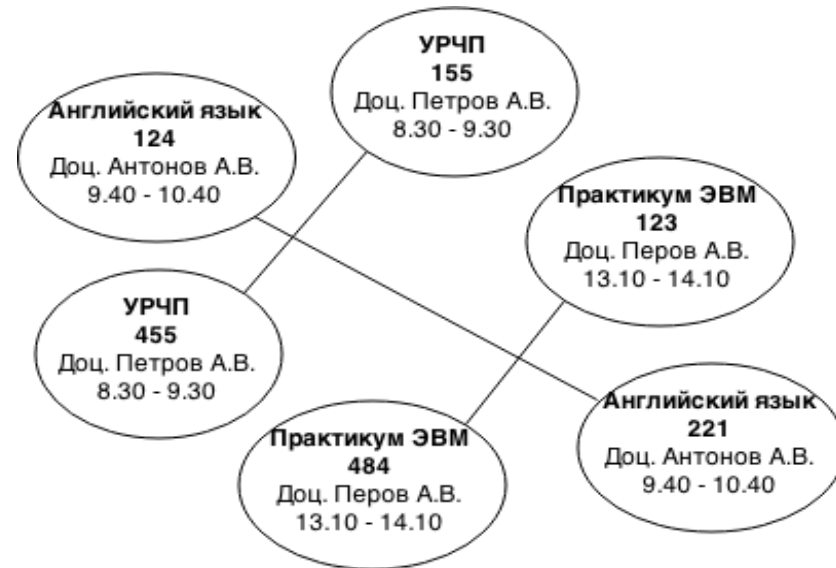 УРЧП
155
Доц. Петров А.В.
8.30 - 9.30
Английский язык
124
Доц. Антонов А.В.
9.40 - 10.40
Практикум ЭВМ
123
Доц. Перов А.В.
13.10 - 14.10
УРЧП
455
Доц. Петров А.В.
8.30 - 9.30
Английский язык
221
Доц. Антонов А.В.
9.40 - 10.40
Практикум ЭВМ
484
Доц. Перов А.В.
13.10 - 14.10